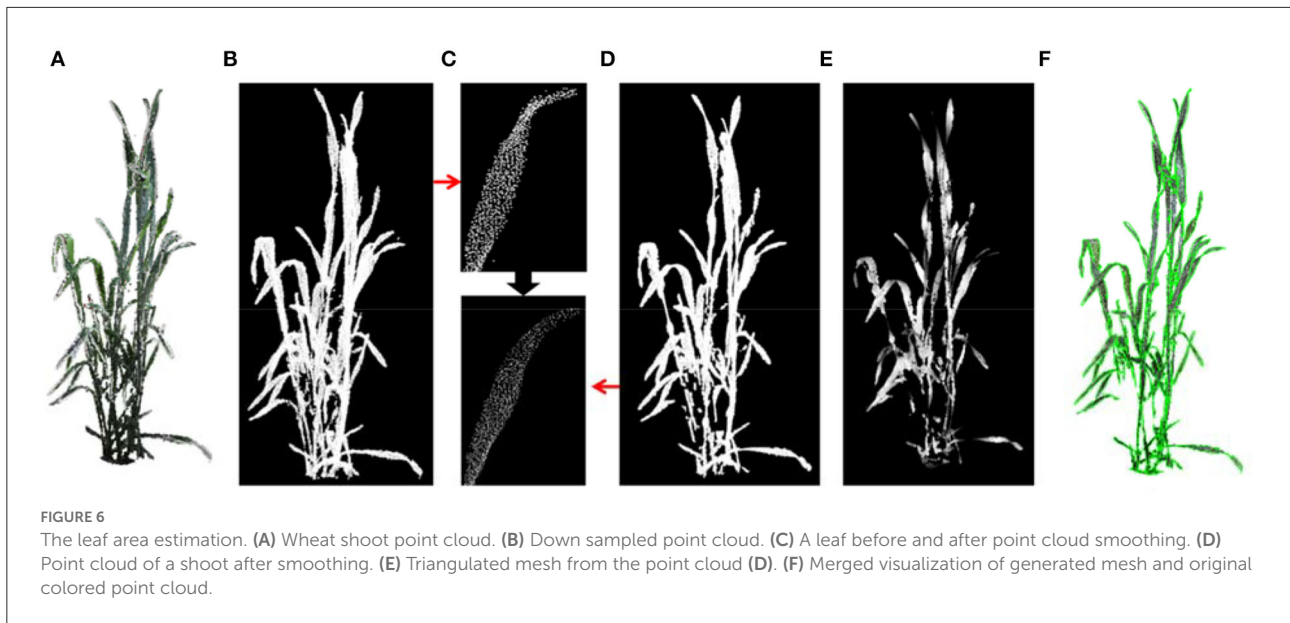 A B C D E F
FIGURE 6
The leaf area estimation. (A) Wheat shoot point cloud. (B) Down sampled point cloud. (C) A leaf before and after point cloud smoothing. (D)
Point cloud of a shoot after smoothing. (E) Triangulated mesh from the point cloud (D). (F) Merged visualization of generated mesh and original
colored point cloud.